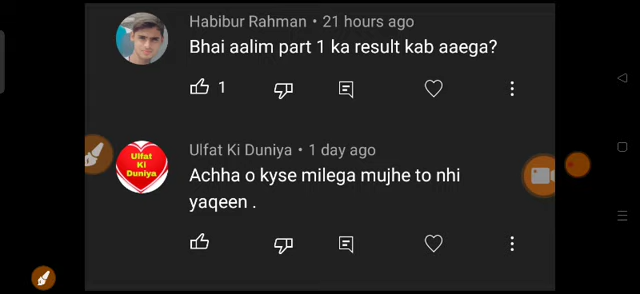 Habibur Rahman • 21 hours ago
Bhai aalim part 1 ka result kab aaega?
1
Ulfat Ki Duniya • 1 day ago
Ulfat
Ki
Duniya
Achha o kyse milega mujhe to nhi
yaqeen .